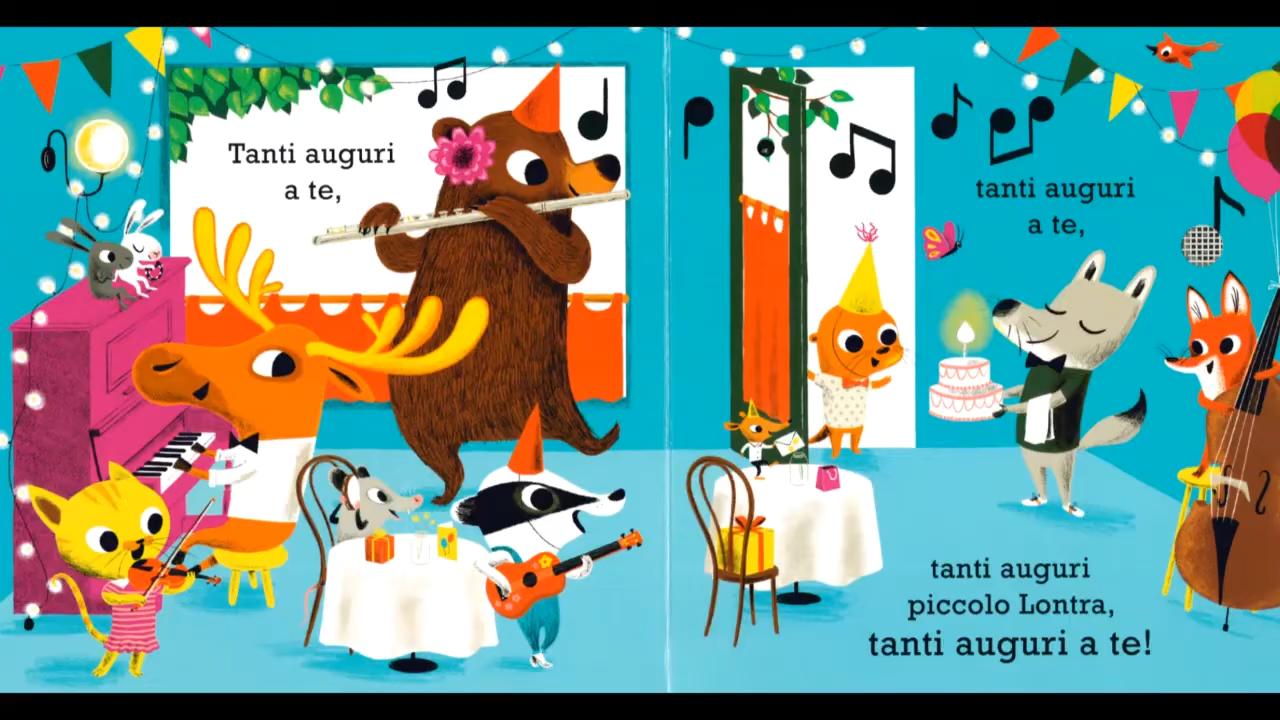 Tanti auguri
a te,
tanti auguri
a te,
tanti auguri
piccolo Lontra,
tanti auguri a te!